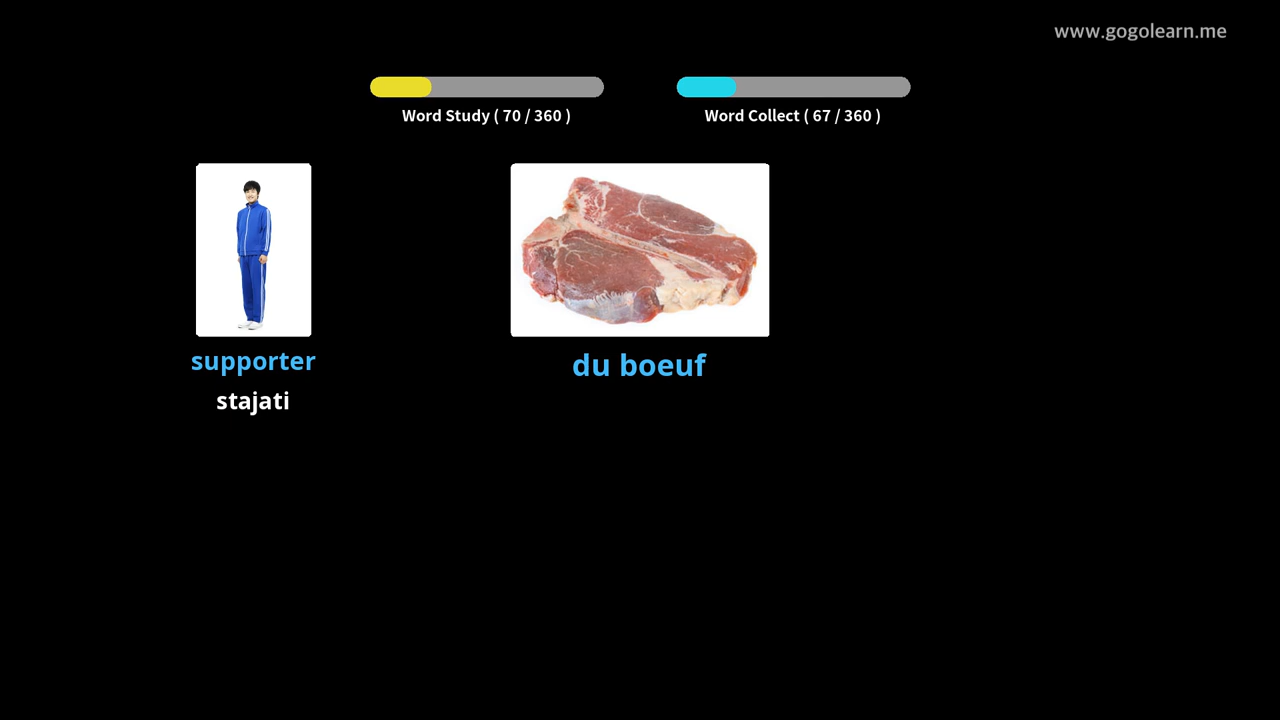 www.gogolearn.me
Word Study ( 70 / 360 )
Word Collect ( 67 / 360 )
supporter
stajati
du boeuf